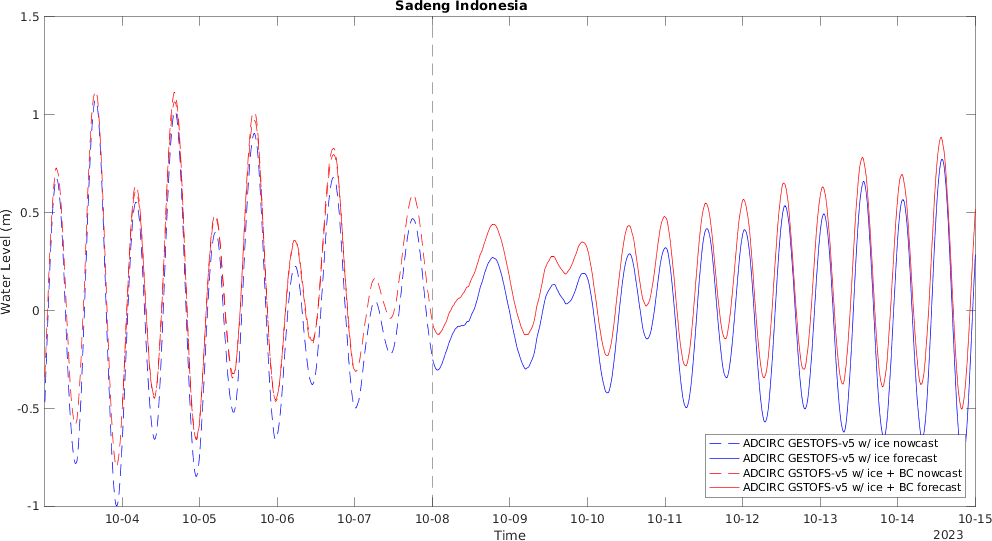 Sadeng Indonesia
1.5
1
0.5
0
-0.5
-1
Water Level (m)
ADCIRC GESTOFS-v5 w/ ice nowcast
ADCIRC GESTOFS-v5 w/ ice forecast
ADCIRC GSTOFS-v5 w/ ice + BC nowcast
ADCIRC GSTOFS-v5 w/ ice + BC forecast
10-04 10-05 10-06 10-07 10-08 10-09 10-10 10-11 10-12 10-13 10-14 10-15
Time
2023